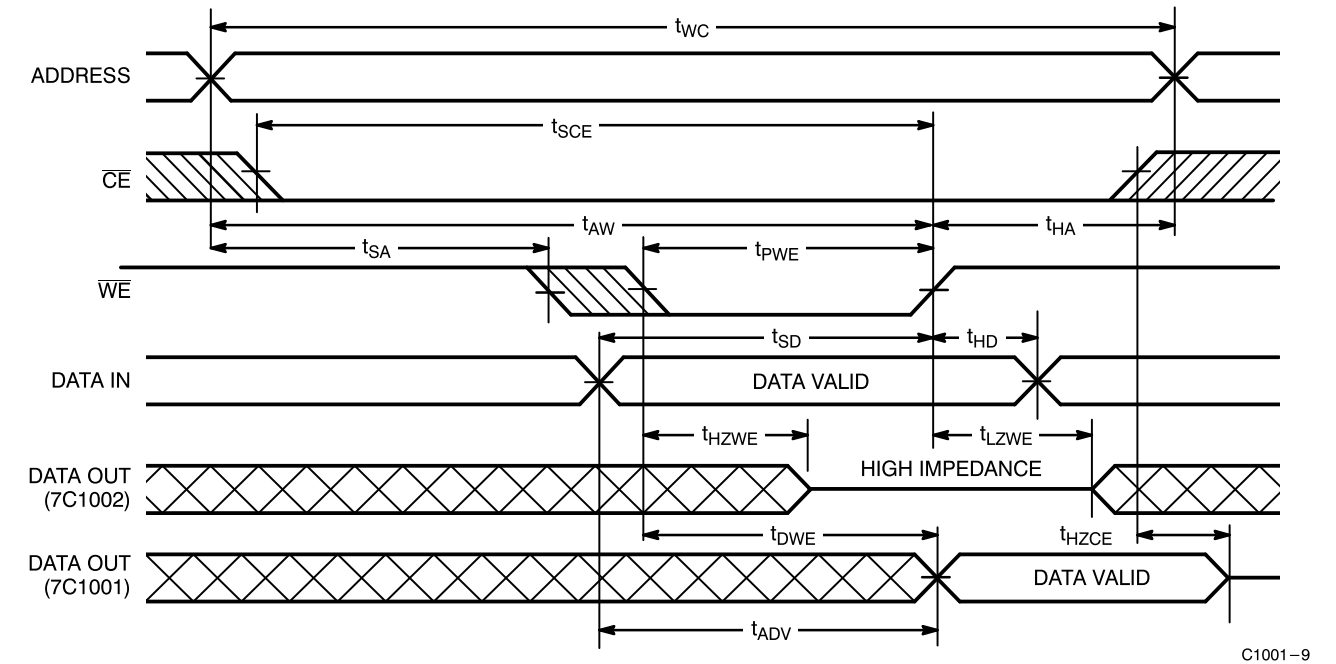 tWC
ADDRESS
tSCE
CE
tAW
tHA
tSA
tPWE
WE
tSD
tHD
DATA IN
DATA VALID
tHZWE
tLZWE
DATA OUT
(7C1002)
HIGH IMPEDANCE
tDWE
tHZCE
DATA OUT
(7C1001)
DATA VALID
tADV
C1001–9